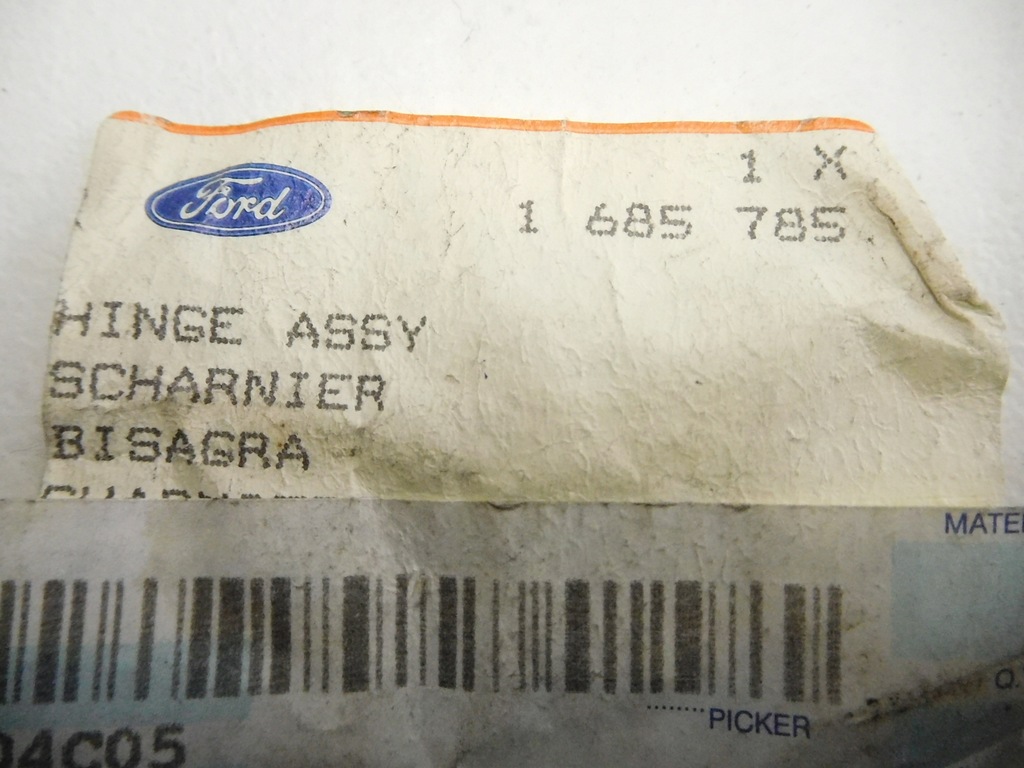 Ford
1 X
1 685 785
HINGE ASSY
SCHARNIER
BISAGRA
MATE
Q.
PICKER
04C05